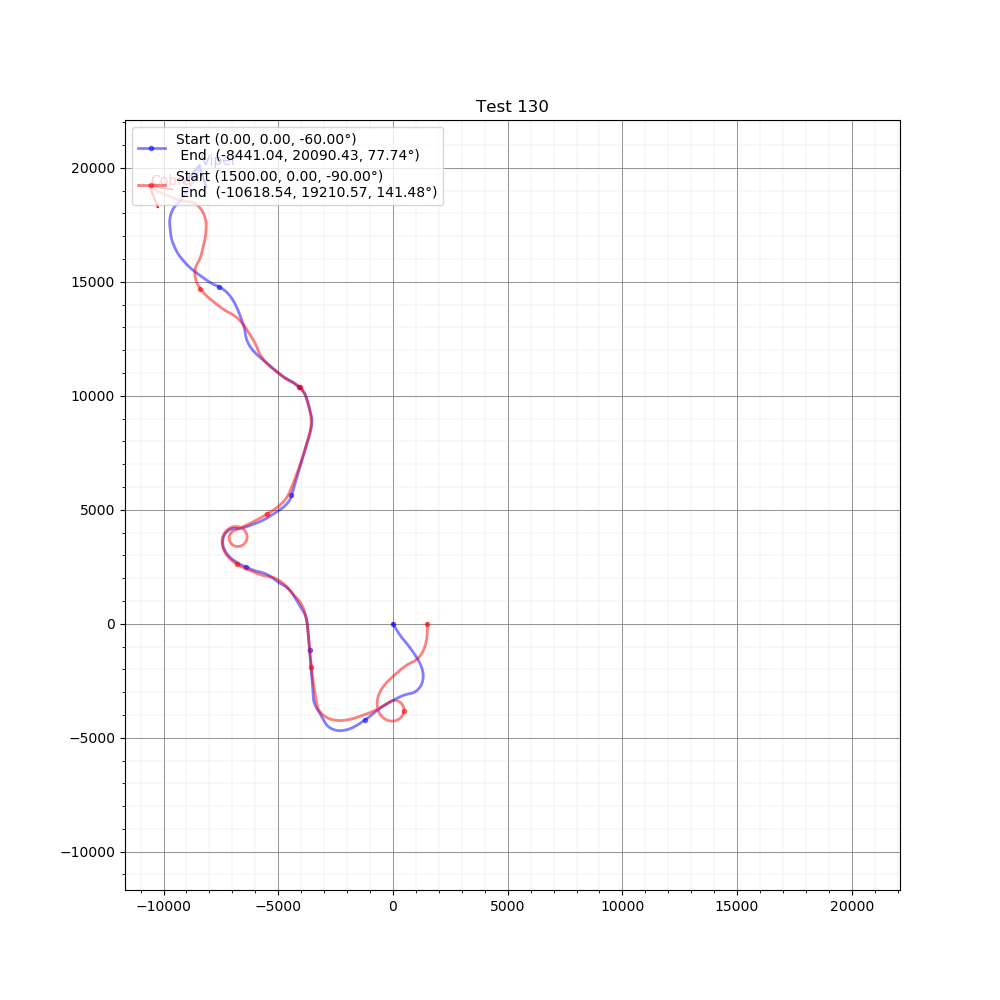 Test 130
Start (0.00, 0.00, -60.00°)
End (-8441.04, 20090.43, 77.74°)
Start (1500.00, 0.00, -90.00°)
End (-10618.54, 19210.57, 141.48°)
Viper
20000
15000
10000
5000
0
−5000
−10000
−10000 −5000 0 5000 10000 15000 20000